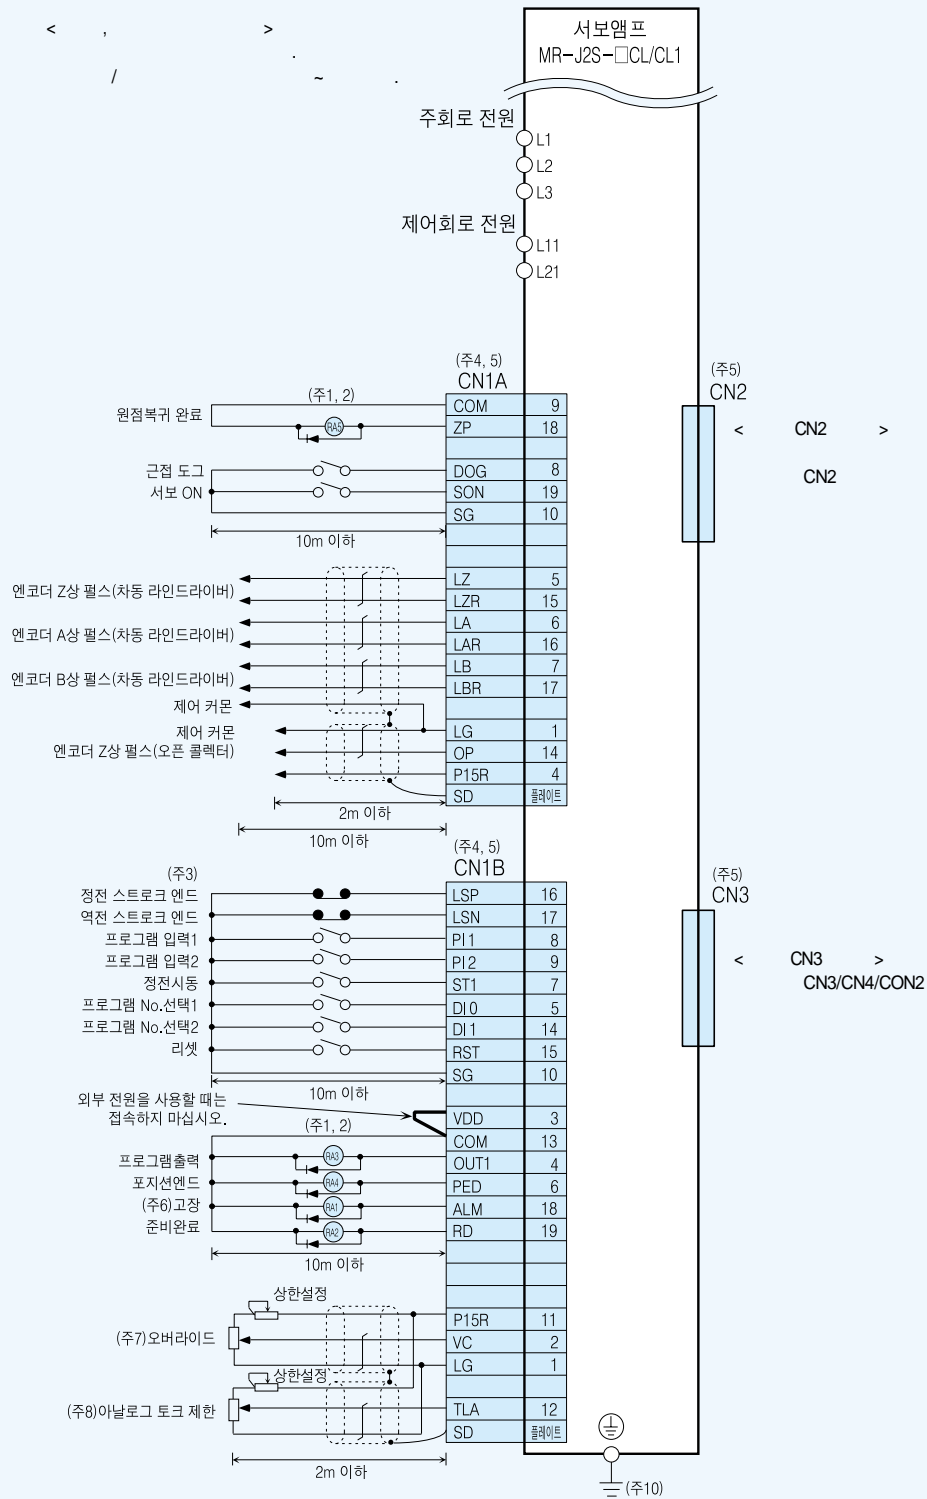 < , >
.
/ ~ .
서보앰프
MR-J2S-□CL/CL1
주회로 전원
L1
L2
L3
제어회로 전원
L11
L21
(주4, 5)
CN1A
(주1, 2)
원점복귀 완료
COM 9
RA5
ZP 18
근접 도그
DOG 8
서보 ON
SON 19
SG 10
10m 이하
(주5)
CN2
< CN2 >
CN2
LZ 5
엔코더 Z상 펄스(차동 라인드라이버)
LZR 15
LA 6
엔코더 A상 펄스(차동 라인드라이버)
LAR 16
LB 7
엔코더 B상 펄스(차동 라인드라이버)
LBR 17
제어 커몬
제어 커몬
LG 1
엔코더 Z상 펄스(오픈 콜렉터)
OP 14
P15R 4
SD 플레이트
2m 이하
10m 이하
(주4, 5)
CN1B
(주3)
정전 스트로크 엔드
LSP 16
역전 스트로크 엔드
LSN 17
프로그램 입력1
PI1 8
프로그램 입력2
PI2 9
정전시동
ST1 7
프로그램 No.선택1
DI0 5
프로그램 No.선택2
DI1 14
리셋
RST 15
SG 10
10m 이하
(주5)
CN3
< CN3 >
CN3/CN4/CON2
외부 전원을 사용할 때는
접속하지 마십시오.
VDD 3
(주1, 2)
COM 13
프로그램출력
RA3
OUT1 4
포지션엔드
RA4
PED 6
(주6)고장
RA1
ALM 18
준비완료
RA2
RD 19
10m 이하
상한설정
P15R 11
(주7)오버라이드
VC 2
LG 1
상한설정
(주8)아날로그 토크 제한
TLA 12
SD 플레이트
2m 이하
(주10)